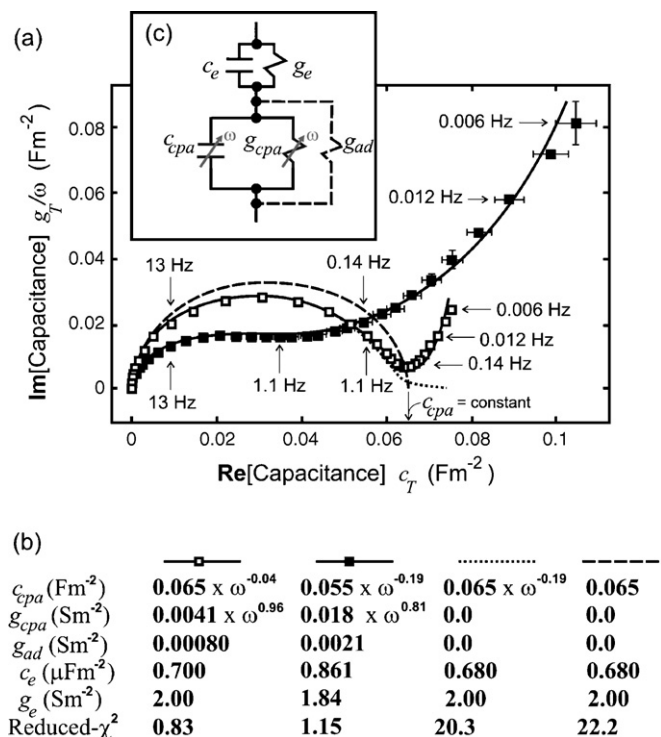 (a)
(c)
c_e g_e
c_cpa ω g_cpa ω g_ad
Im[Capacitance] g_T/ω (Fm⁻²)
0.08
0.06
0.04
0.02
0
0.006 Hz
0.012 Hz
13 Hz
0.14 Hz
0.006 Hz
0.012 Hz
0.14 Hz
13 Hz
1.1 Hz
1.1 Hz
c_cpa = constant
0 0.02 0.04 0.06 0.08 0.1
Re[Capacitance] c_T (Fm⁻²)
(b)
c_cpa (Fm⁻²) 0.065 x ω⁻⁰·⁰⁴ 0.055 x ω⁻⁰·¹⁹ 0.065 x ω⁻⁰·¹⁹ 0.065
g_cpa (Sm⁻²) 0.0041 x ω⁰·⁹⁶ 0.018 x ω⁰·⁸¹ 0.0 0.0
g_ad (Sm⁻²) 0.00080 0.0021 0.0 0.0
c_e (μFm⁻²) 0.700 0.861 0.680 0.680
g_e (Sm⁻²) 2.00 1.84 2.00 2.00
Reduced-χ² 0.83 1.15 20.3 22.2